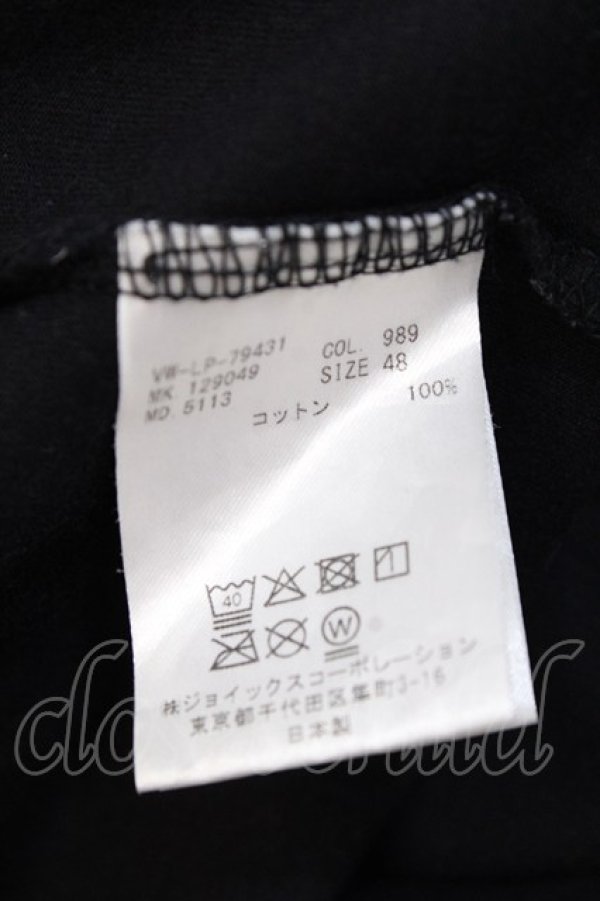 VW-LP-79431 COL. 989
MK. 129049 SIZE 48
MD. 5113
コットン 100%
40
W
株ジョイックスコーポレーション
東京都千代田区隼町3-16
日本製